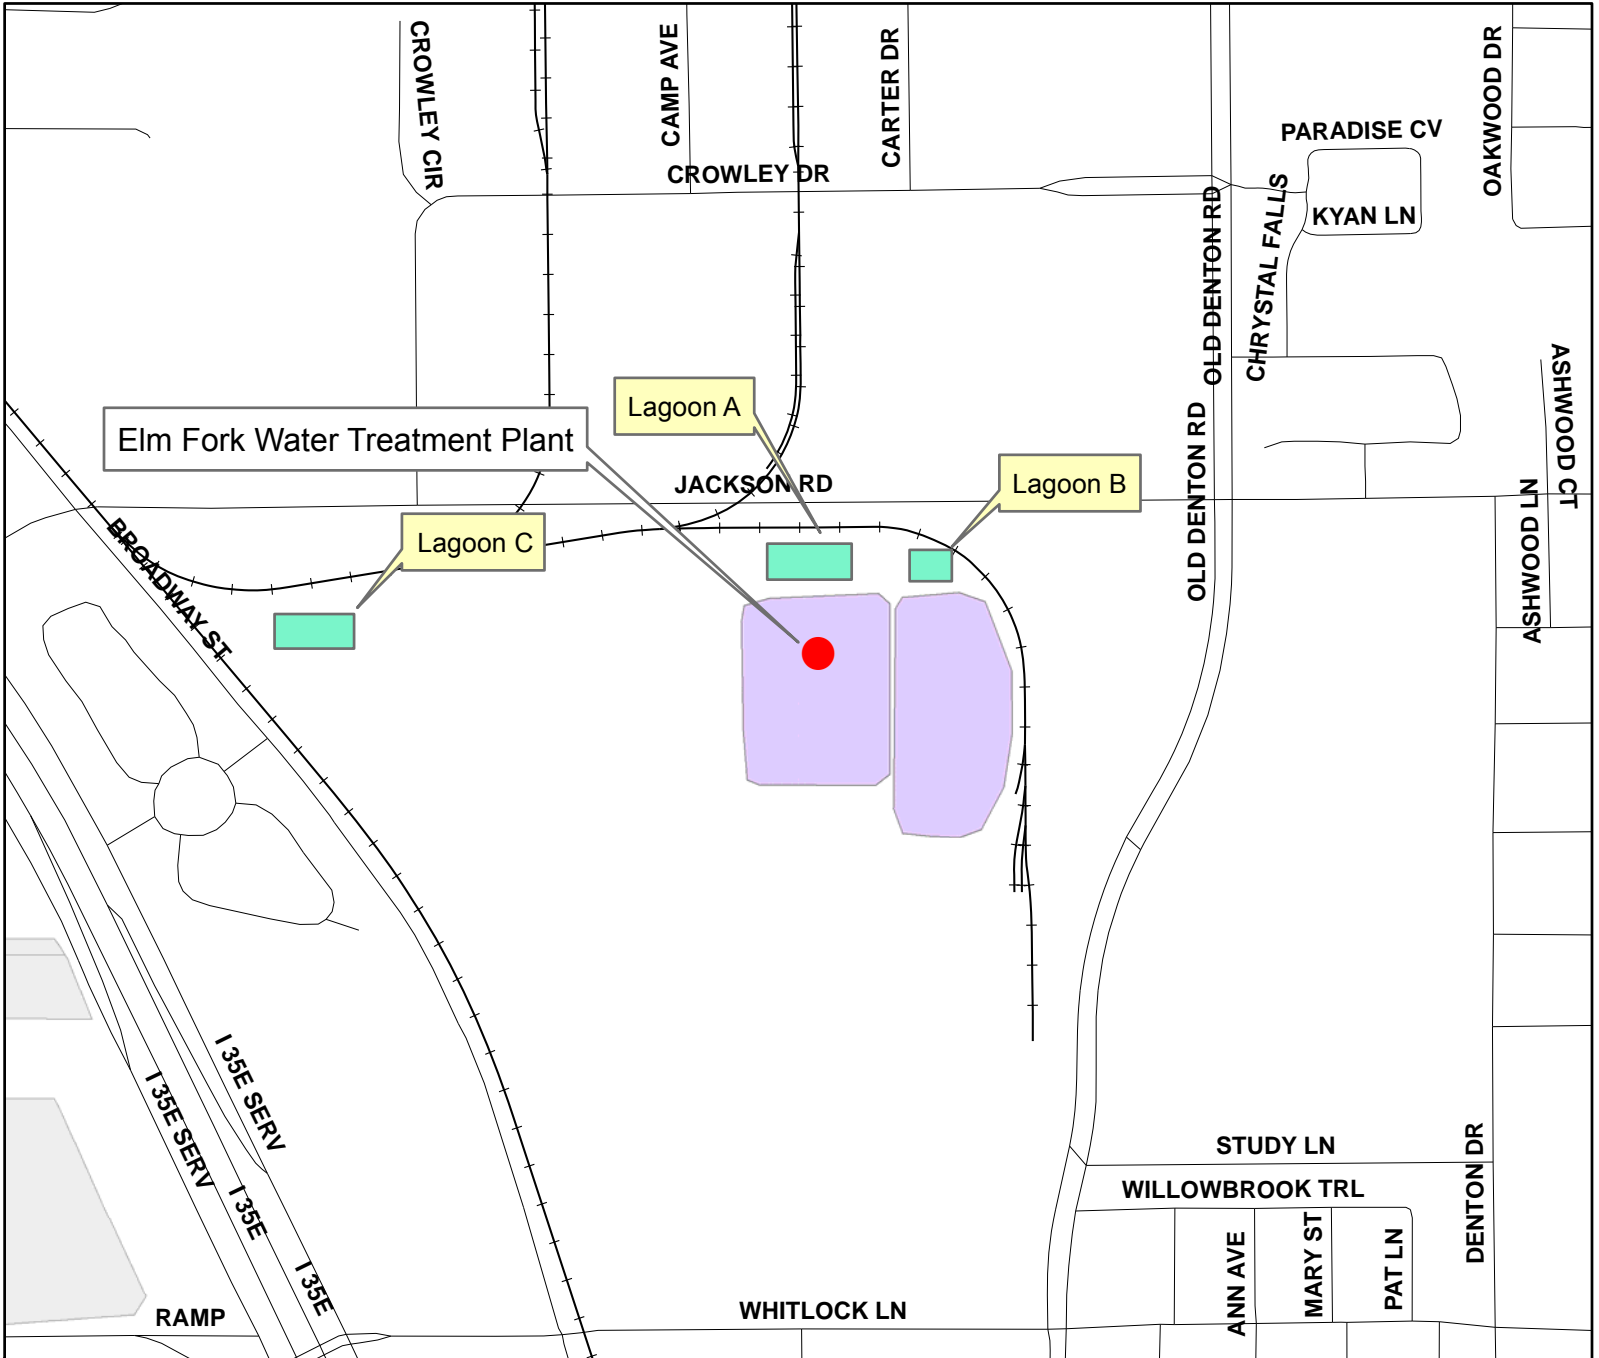 CROWLEY CIR
CAMP AVE
CARTER DR
OAKWOOD DR
PARADISE CV
CROWLEY DR
KYAN LN
OLD DENTON RD
CHRYSTAL FALLS
ASHWOOD CT
Lagoon A
Elm Fork Water Treatment Plant
JACKSON RD
Lagoon B
OLD DENTON RD
ASHWOOD LN
Lagoon C
BROADWAY ST
I 35E SERV
I 35E SERV
I 35E
I 35E
STUDY LN
WILLOWBROOK TRL
DENTON DR
ANN AVE
MARY ST
PAT LN
RAMP
WHITLOCK LN